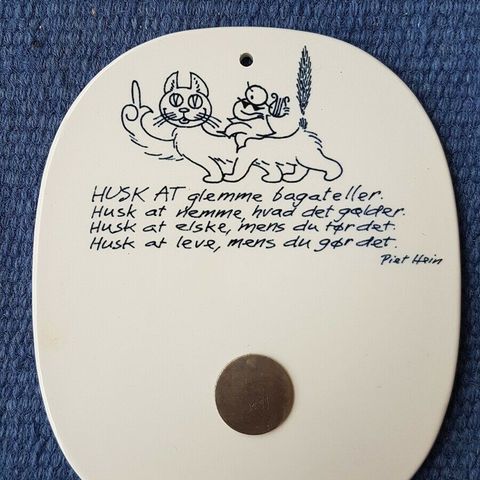 HUSK AT glemme bagateller.
Husk at nemme, hvad det gælder.
Husk at elske, mens du tør det.
Husk at leve, mens du gør det.
Piet Hein